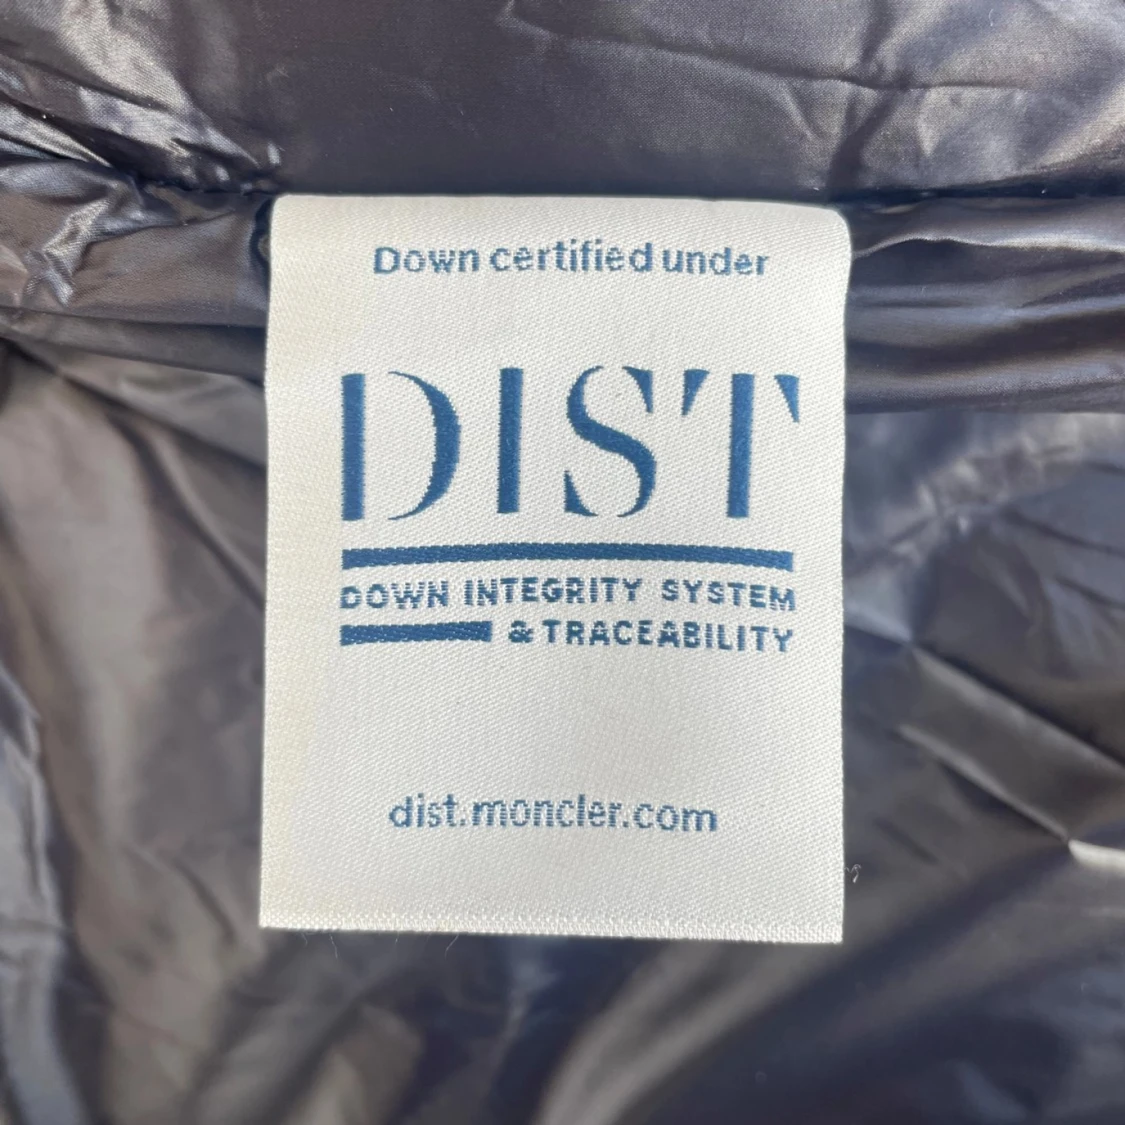 Down certified under
DIST
DOWN INTEGRITY SYSTEM
& TRACEABILITY
dist.moncler.com